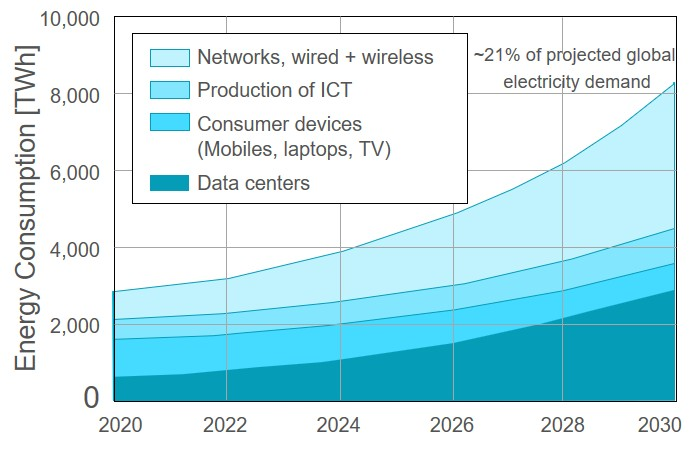 10,000
8,000
6,000
4,000
2,000
0
Energy Consumption [TWh]
Networks, wired + wireless
Production of ICT
Consumer devices
(Mobiles, laptops, TV)
Data centers
~21% of projected global
electricity demand
2020
2022
2024
2026
2028
2030